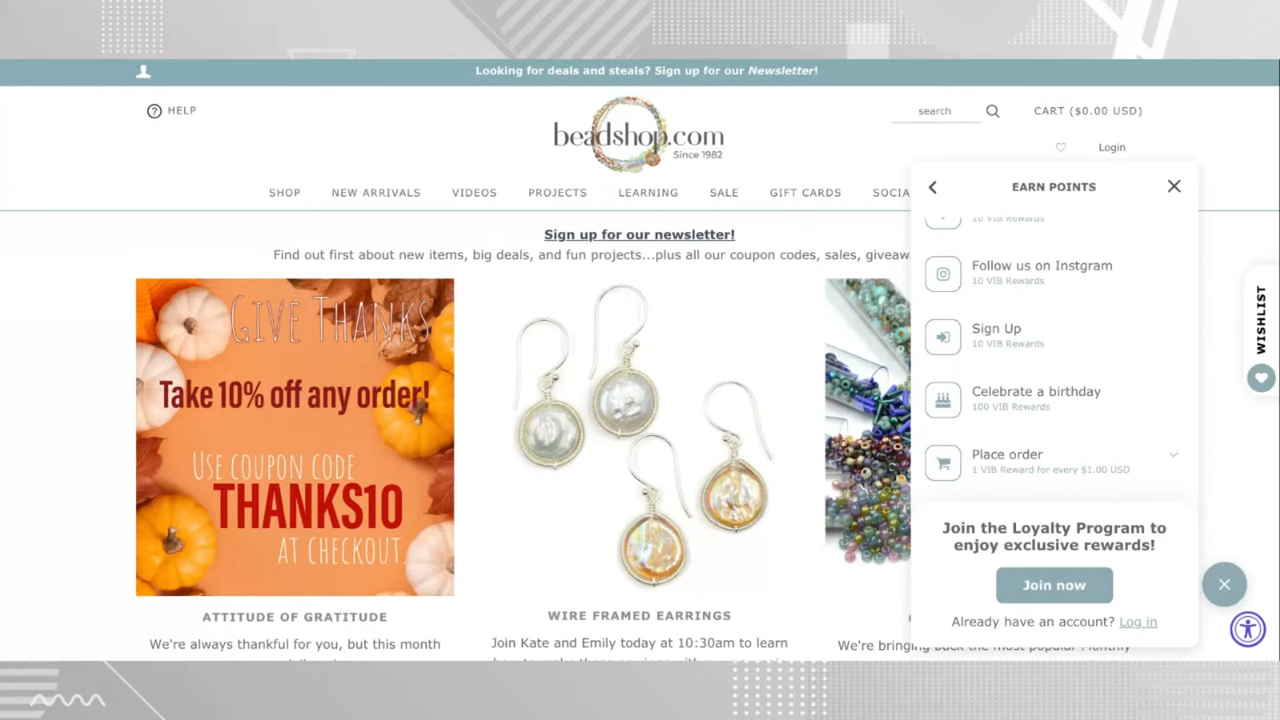 Looking for deals and steals? Sign up for our Newsletter!
HELP
beadshop.com
Since 1982
search
CART ($0.00 USD)
Login
SHOP
NEW ARRIVALS
VIDEOS
PROJECTS
LEARNING
SALE
GIFT CARDS
SOCIA
Sign up for our newsletter!
Find out first about new items, big deals, and fun projects...plus all our coupon codes, sales, giveaw
GIVE THANKS
Take 10% off any order!
USE COUPON CODE
THANKS10
AT CHECKOUT.
ATTITUDE OF GRATITUDE
We're always thankful for you, but this month
WIRE FRAMED EARRINGS
Join Kate and Emily today at 10:30am to learn
We're bringing back the most popular Monthly
EARN POINTS
10 VIB Rewards
Follow us on Instgram
10 VIB Rewards
Sign Up
10 VIB Rewards
Celebrate a birthday
100 VIB Rewards
Place order
1 VIB Reward for every $1.00 USD
Join the Loyalty Program to
enjoy exclusive rewards!
Join now
Already have an account? Log in
WISHLIST